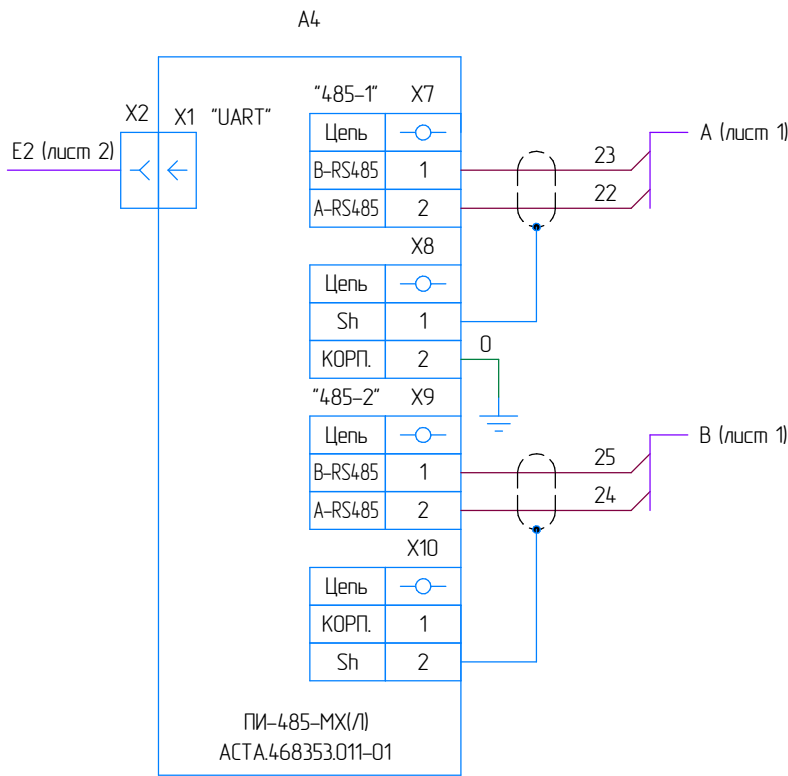 A4
"485-1" X7
X2 X1 "UART"
E2 (лист 2)
Цепь
B-RS485 1
A-RS485 2
23
22
A (лист 1)
X8
Цепь
Sh 1
КОРП. 2
0
"485-2" X9
Цепь
B-RS485 1
A-RS485 2
25
24
B (лист 1)
X10
Цепь
КОРП. 1
Sh 2
ПИ-485-МХ(Л)
АСТА.468353.011-01